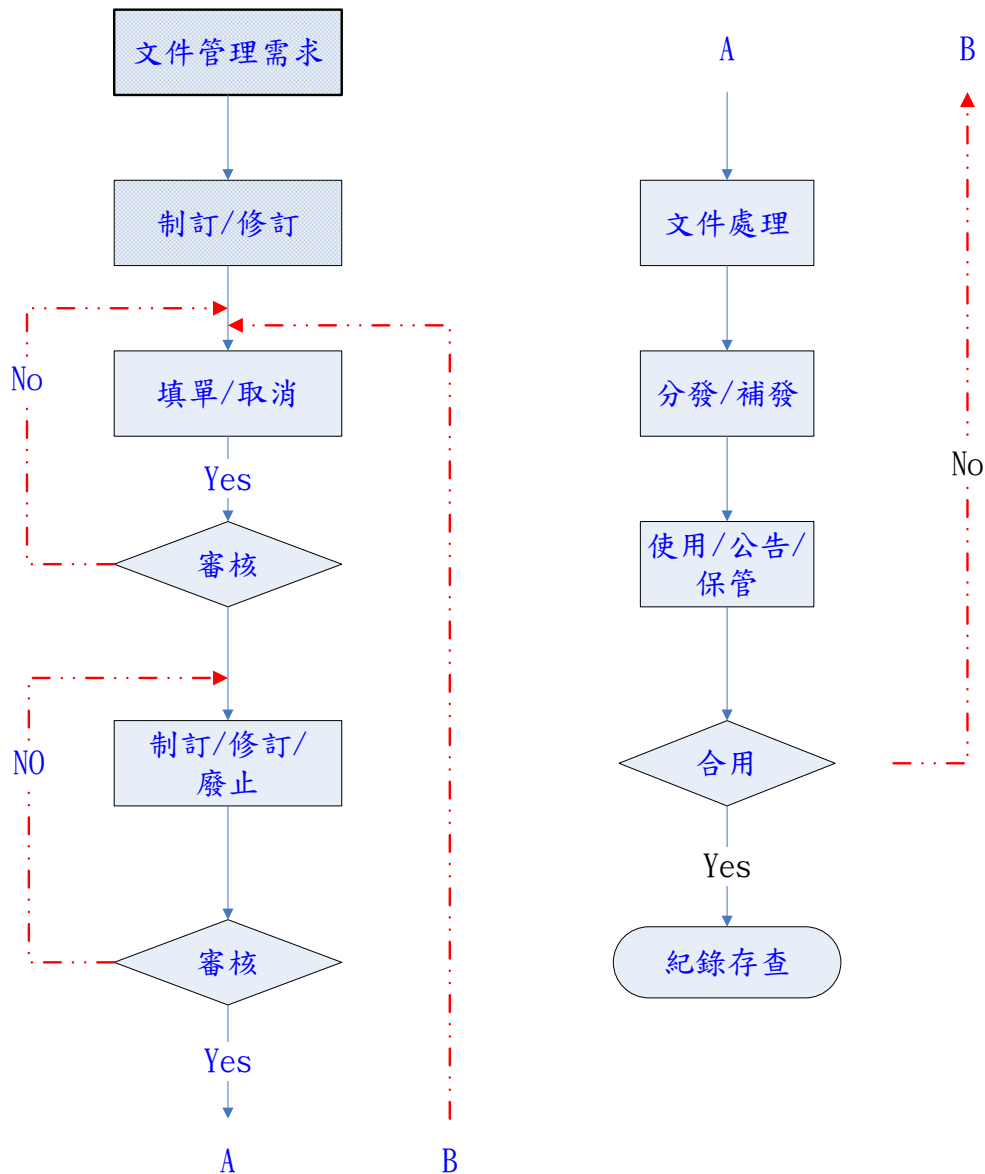 文件管理需求
制訂/修訂
No
填單/取消
Yes
審核
制訂/修訂/
廢止
NO
審核
Yes
A
B
A
B
文件處理
分發/補發
No
使用/公告/
保管
合用
Yes
紀錄存查